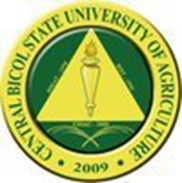 CENTRAL BICOL STATE UNIVERSITY OF AGRICULTURE
• 2009 •